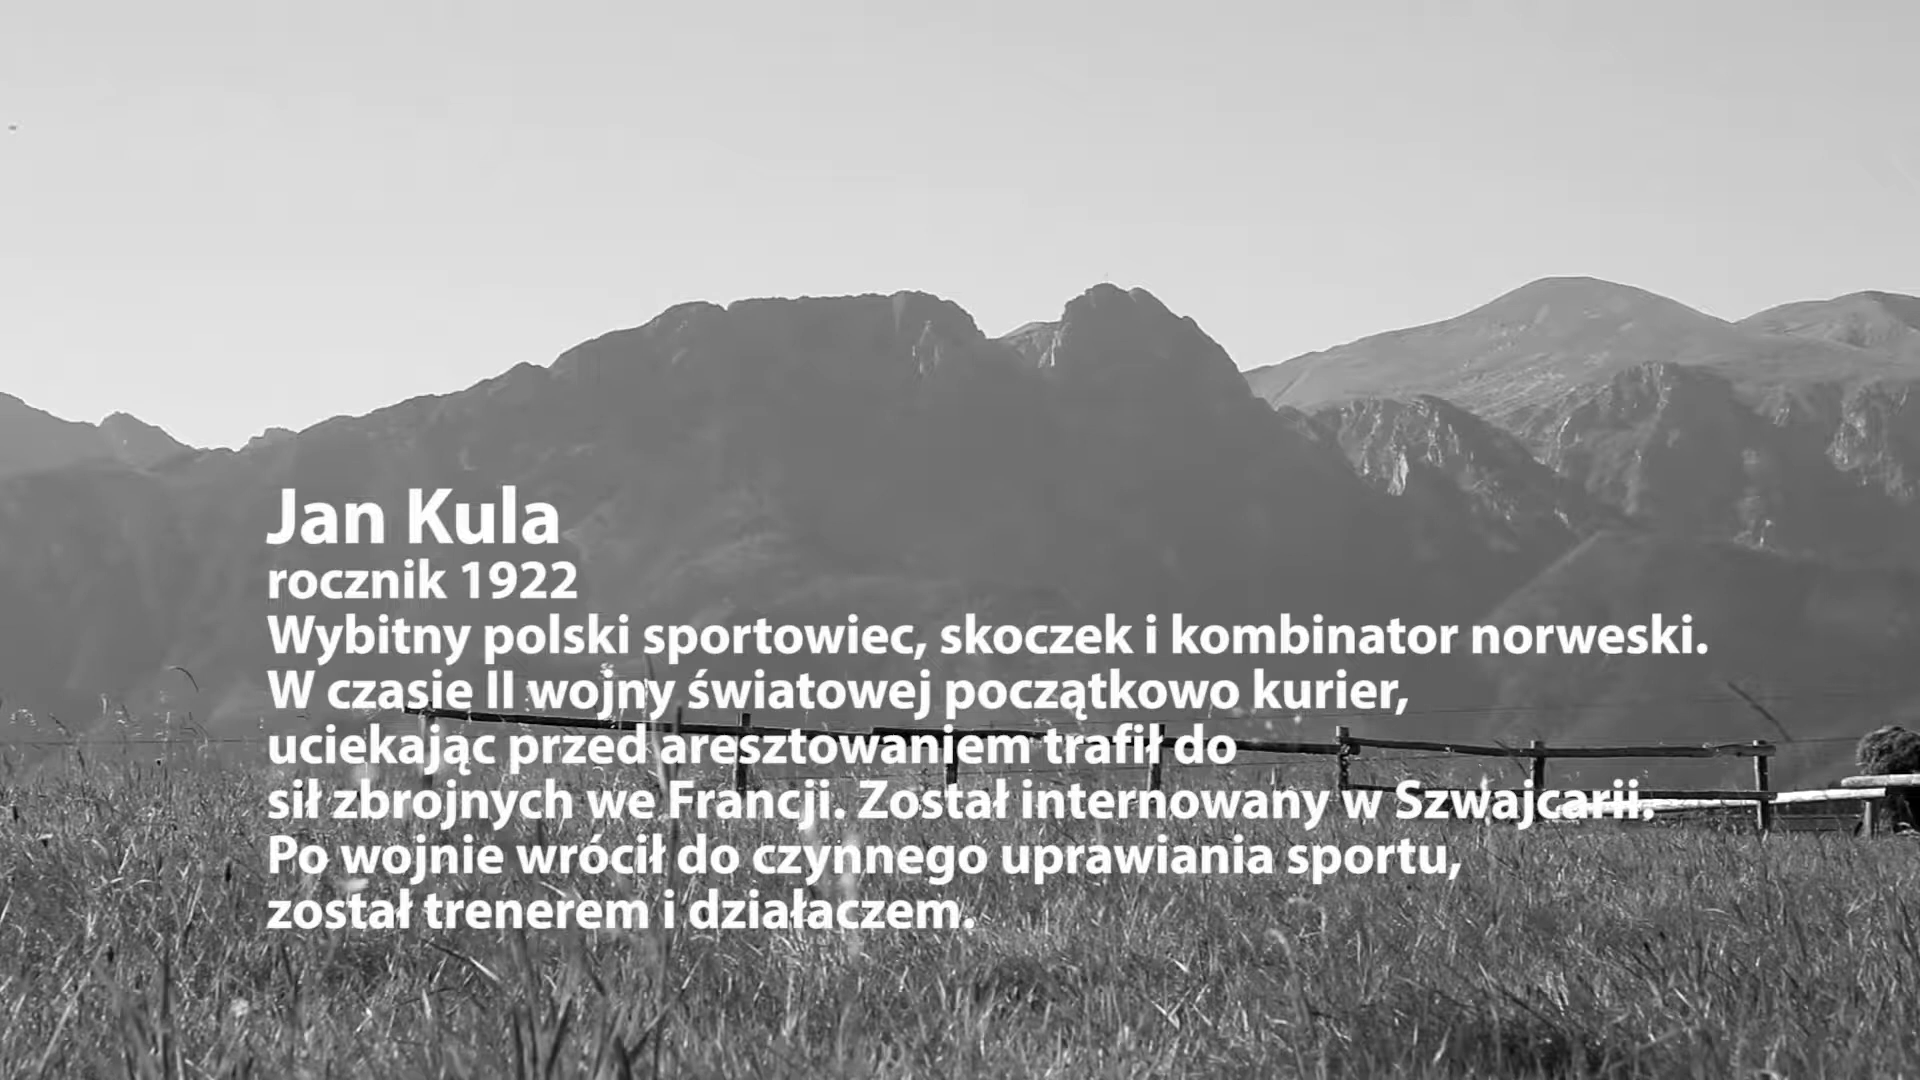 Jan Kula
rocznik 1922
Wybitny polski sportowiec, skoczek i kombinator norweski.
W czasie II wojny światowej początkowo kurier,
uciekając przed aresztowaniem trafił do
sił zbrojnych we Francji. Został internowany w Szwajcarii.
Po wojnie wrócił do czynnego uprawiania sportu,
został trenerem i działaczem.